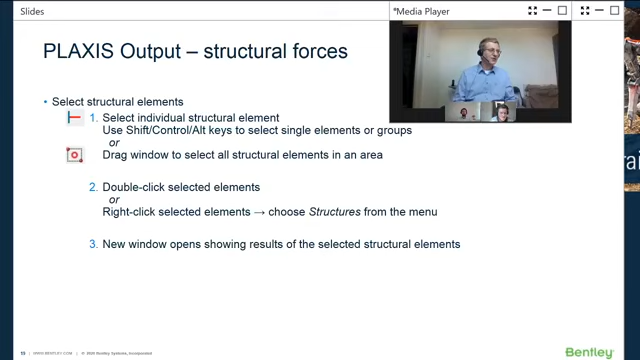 Slides
*Media Player
PLAXIS Output – structural forces
• Select structural elements
1. Select individual structural element
Use Shift/Control/Alt keys to select single elements or groups
or
Drag window to select all structural elements in an area
2. Double-click selected elements
or
Right-click selected elements → choose Structures from the menu
3. New window opens showing results of the selected structural elements
15 | WWW.BENTLEY.COM | © 2020 Bentley Systems, Incorporated
Bentley